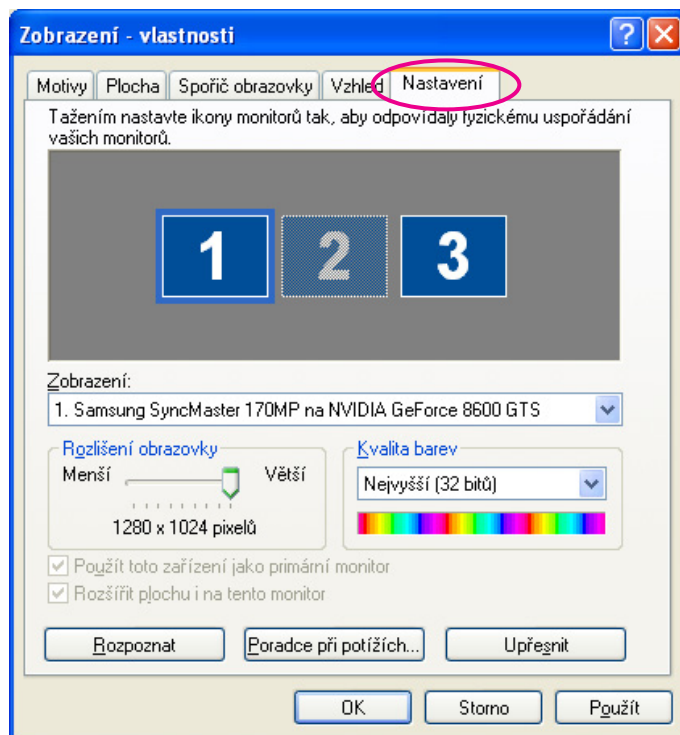 Zobrazení - vlastnosti
Motivy Plocha Spořič obrazovky Vzhled Nastavení
Tažením nastavte ikony monitorů tak, aby odpovídaly fyzickému uspořádání
vašich monitorů.
1 2 3
Zobrazení:
1. Samsung SyncMaster 170MP na NVIDIA GeForce 8600 GTS
Rozlišení obrazovky Kvalita barev
Menší Větší Nejvyšší (32 bitů)
1280 x 1024 pixelů
Použít toto zařízení jako primární monitor
Rozšířit plochu i na tento monitor
Rozpoznat Poradce při potížích... Upřesnit
OK Storno Použít